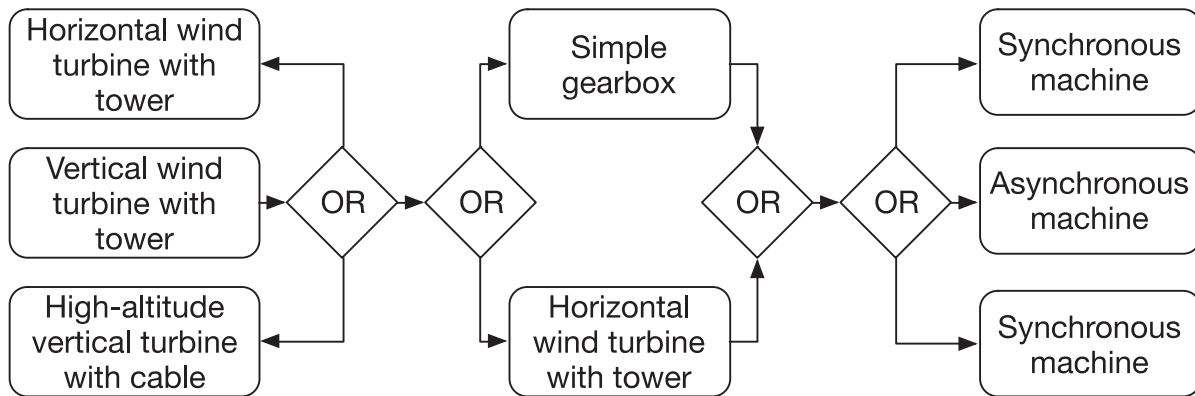 Horizontal wind
turbine with
tower
Vertical wind
turbine with
tower
High-altitude
vertical turbine
with cable
OR
OR
Simple
gearbox
Horizontal
wind turbine
with tower
OR
OR
Synchronous
machine
Asynchronous
machine
Synchronous
machine